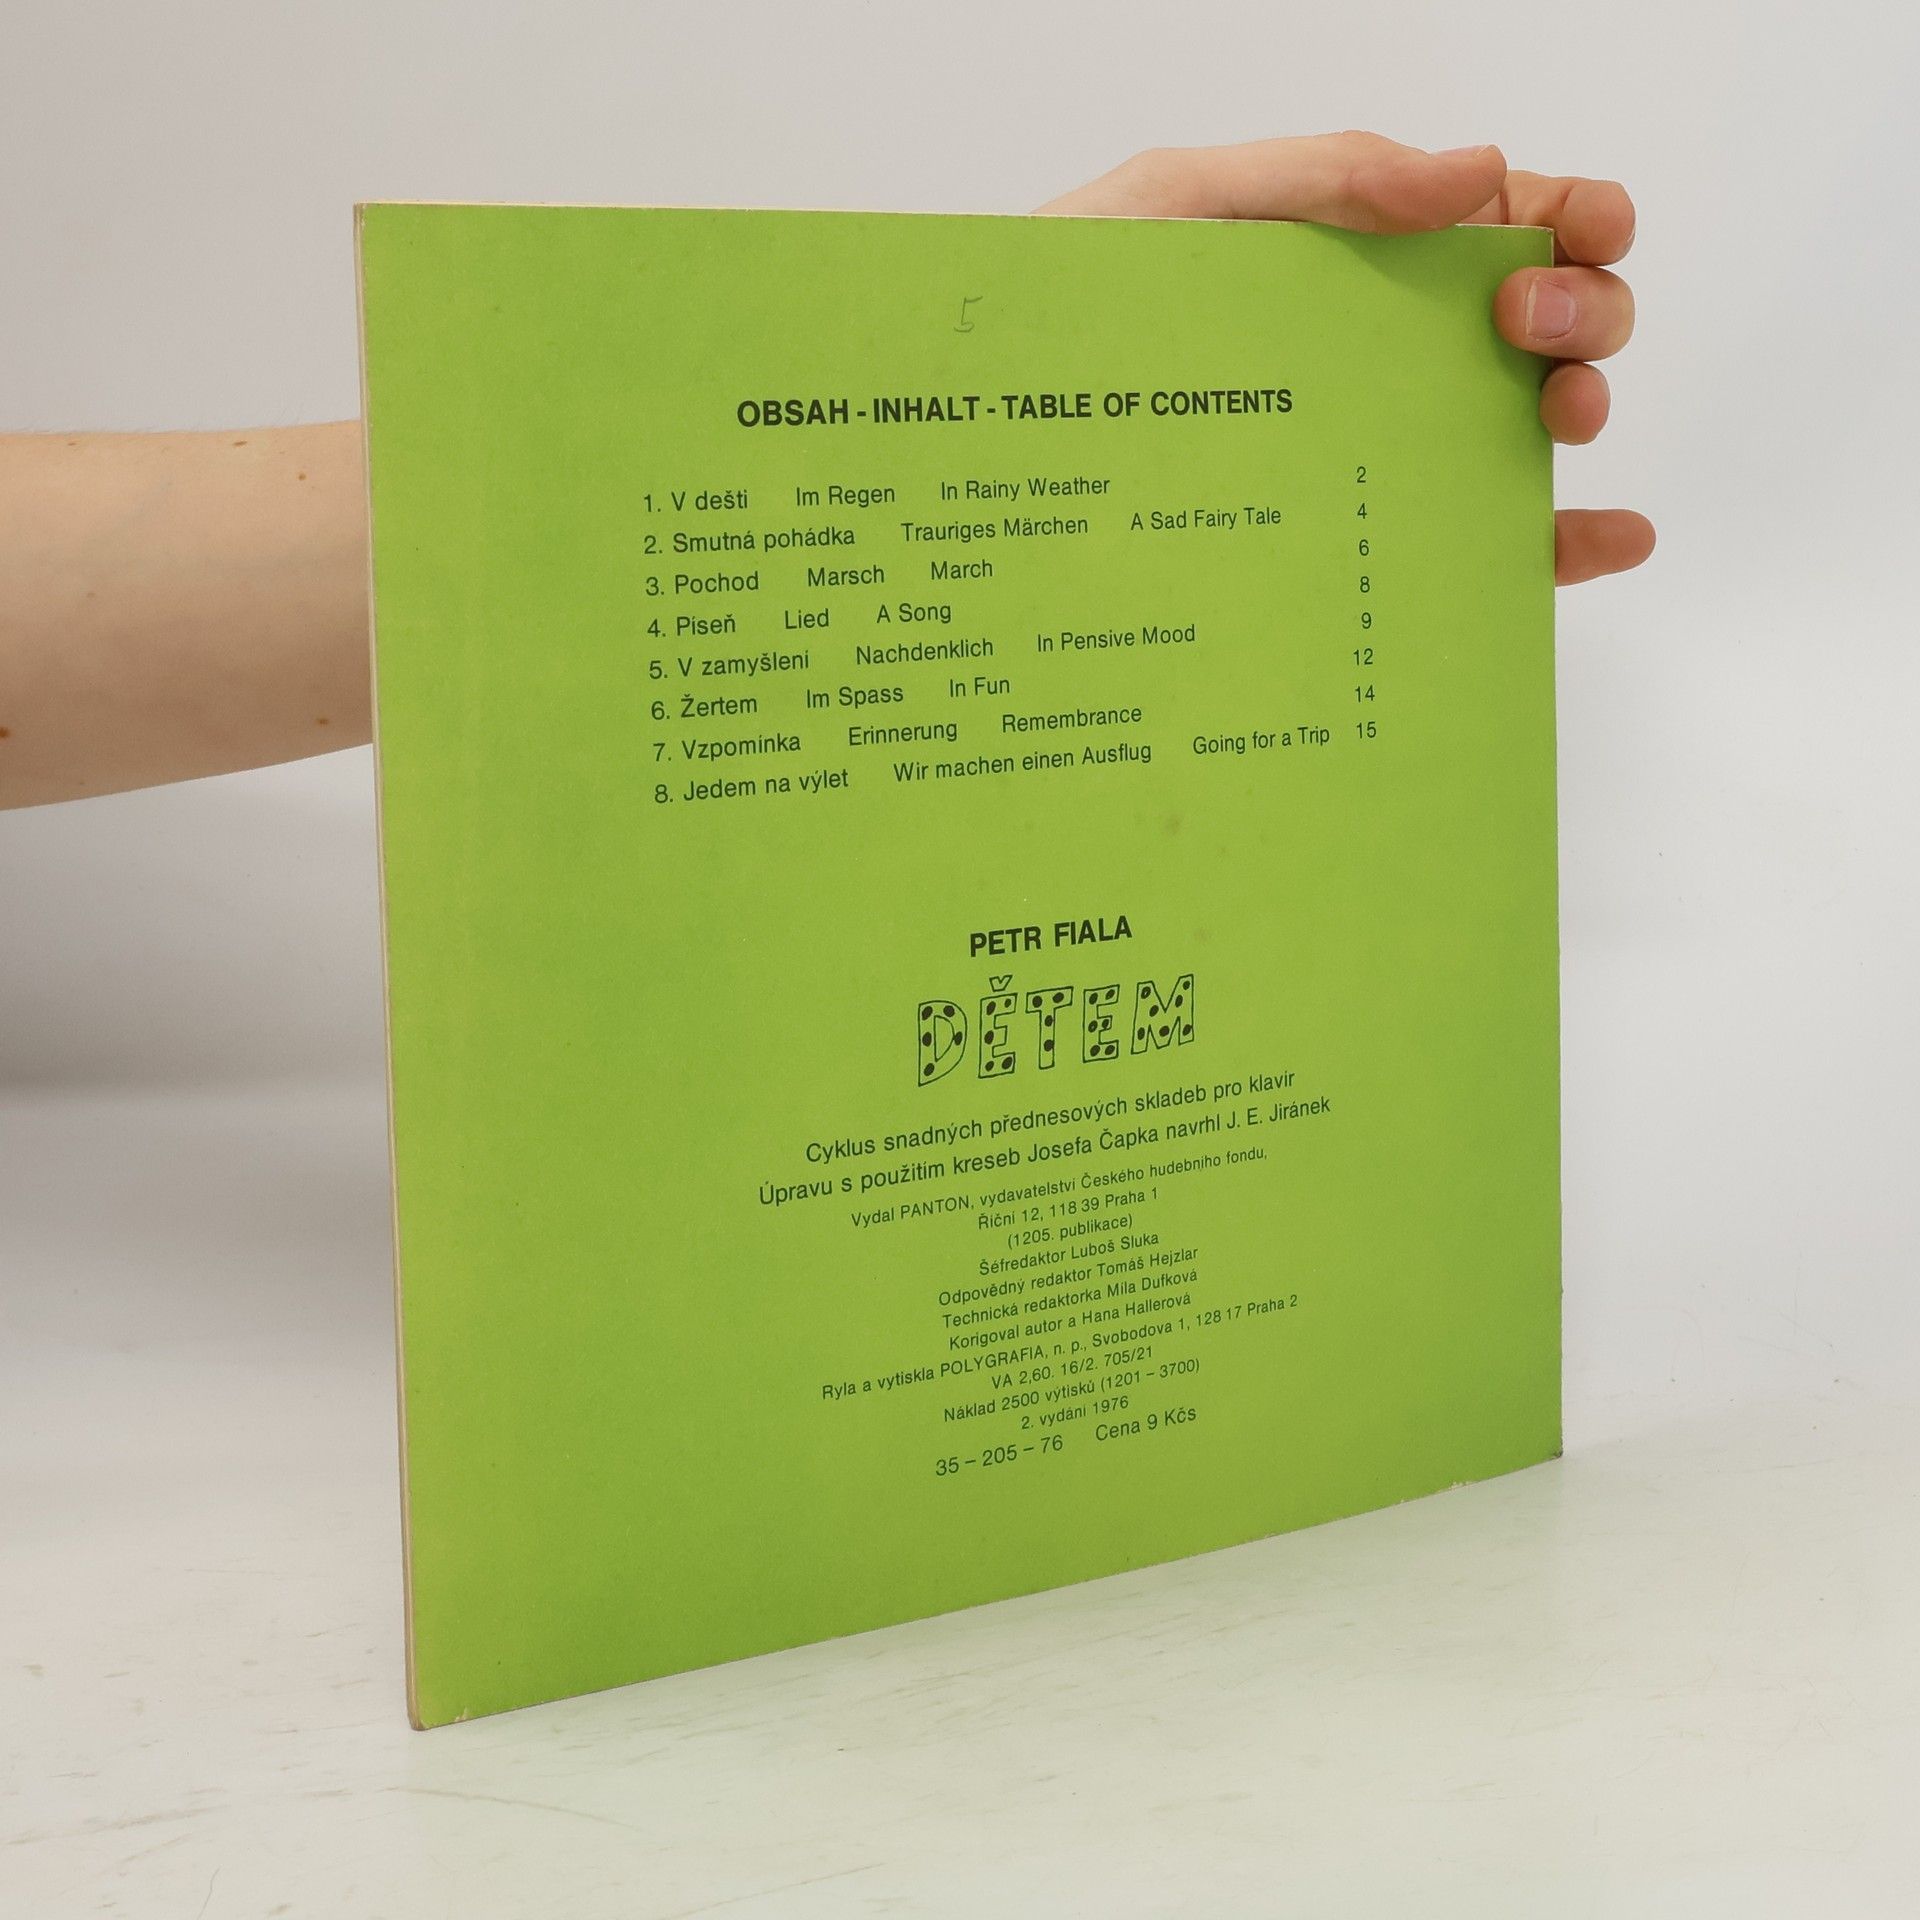 5
OBSAH - INHALT - TABLE OF CONTENTS
1. V dešti Im Regen In Rainy Weather 2
2. Smutná pohádka Trauriges Märchen A Sad Fairy Tale 4
3. Pochod Marsch March 6
4. Píseň Lied A Song 8
5. V zamyšlení Nachdenklich In Pensive Mood 9
6. Žertem Im Spass In Fun 12
7. Vzpomínka Erinnerung Remembrance 14
8. Jedem na výlet Wir machen einen Ausflug Going for a Trip 15
PETR FIALA
DĚTEM
Cyklus snadných přednesových skladeb pro klavír
Úpravu s použitím kreseb Josefa Čapka navrhl J. E. Jiránek
Vydal PANTON, vydavatelství Českého hudebního fondu,
Říční 12, 118 39 Praha 1
(1205. publikace)
Šéfredaktor Luboš Sluka
Odpovědný redaktor Tomáš Hejzlar
Technická redaktorka Míla Dufková
Korigoval autor a Hana Hallerová
Ryla a vytiskla POLYGRAFIA, n. p., Svobodova 1, 128 17 Praha 2
VA 2,60. 16/2. 705/21
Náklad 2500 výtisků (1201 – 3700)
2. vydání 1976
35 – 205 – 76 Cena 9 Kčs